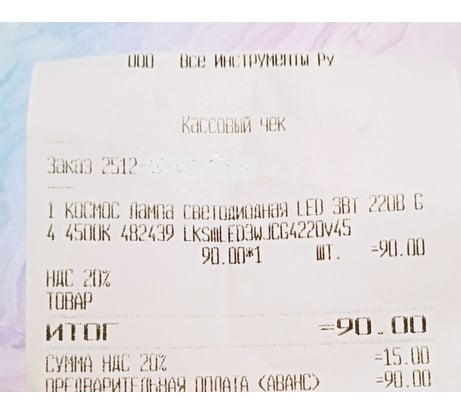 ООО Все Инструменты Ру
Кассовый чек
Заказ 2512-
1 КОСМОС Лампа светодиодная LED 3ВТ 220В G
4 4500К 482439 LKSMLED3WJCG4220V45
90.00*1 ШТ. =90.00
НДС 20%
ТОВАР
ИТОГ =90.00
СУММА НДС 20% =15.00
ПРЕДВАРИТЕЛЬНАЯ ОПЛАТА (АВАНС) =90.00